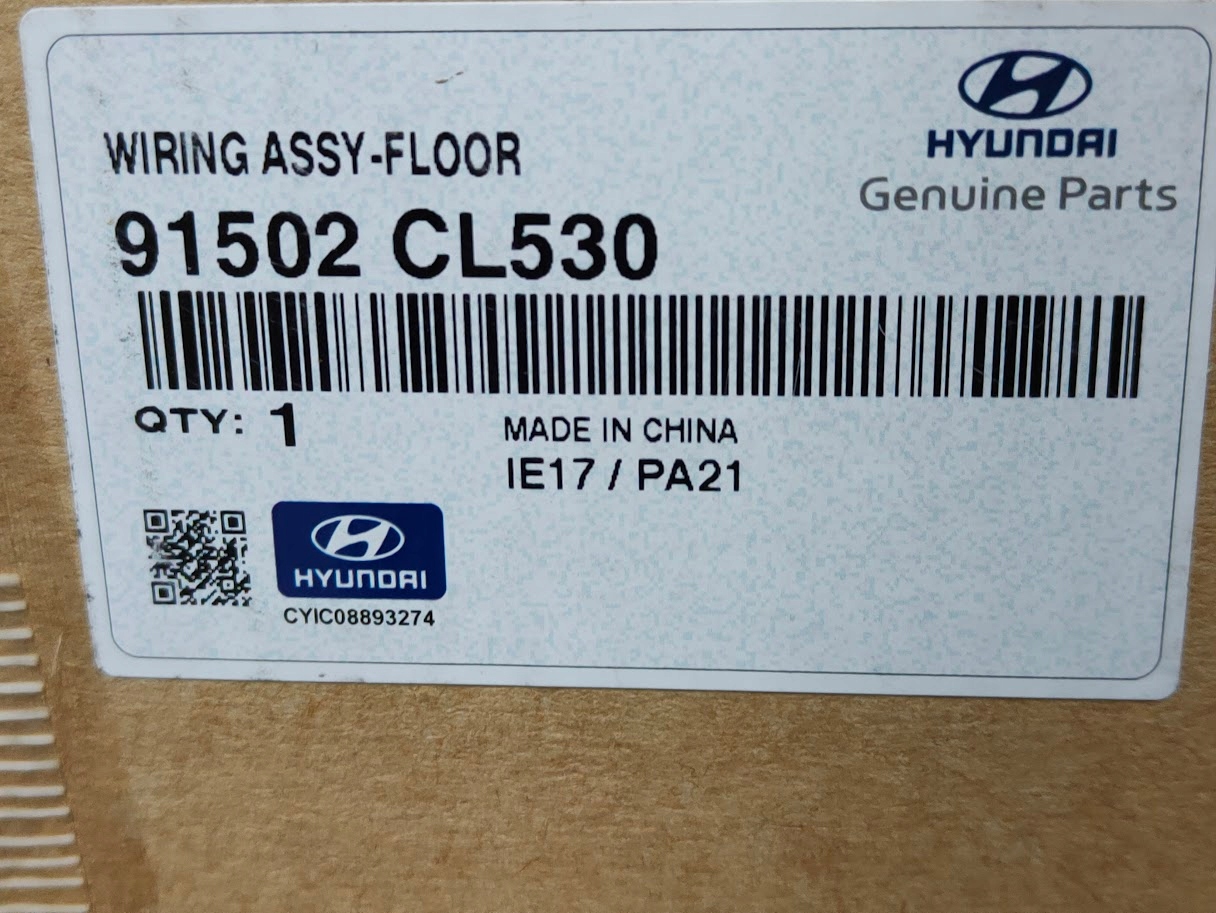 HYUNDAI
Genuine Parts
WIRING ASSY-FLOOR
91502 CL530
QTY: 1
MADE IN CHINA
IE17 / PA21
HYUNDAI
CYIC08893274